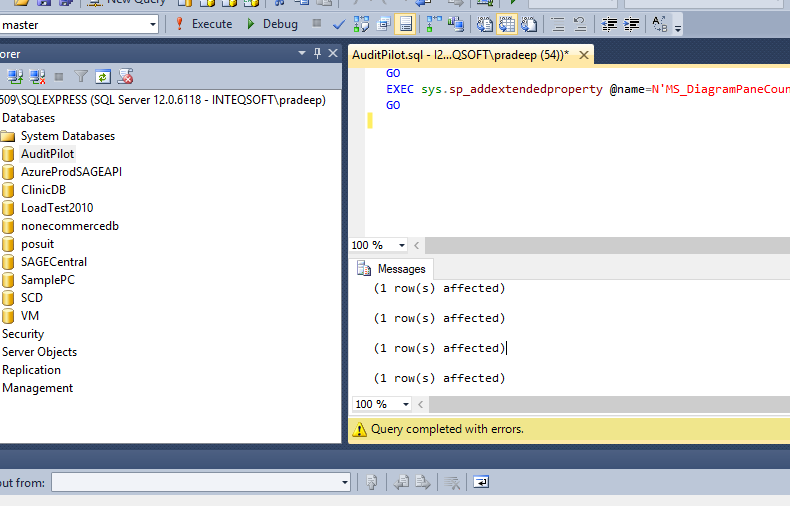 New Query
master
Execute
Debug
orer
509\SQLEXPRESS (SQL Server 12.0.6118 - INTEQSOFT\pradeep)
Databases
System Databases
AuditPilot
AzureProdSAGEAPI
ClinicDB
LoadTest2010
nonecommercedb
posuit
SAGECentral
SamplePC
SCD
VM
Security
Server Objects
Replication
Management
AuditPilot.sql - I2...QSOFT\pradeep (54))*
GO
EXEC sys.sp_addextendedproperty @name=N'MS_DiagramPaneCoun
GO
100 %
Messages
(1 row(s) affected)
(1 row(s) affected)
(1 row(s) affected)
(1 row(s) affected)
100 %
Query completed with errors.
out from: